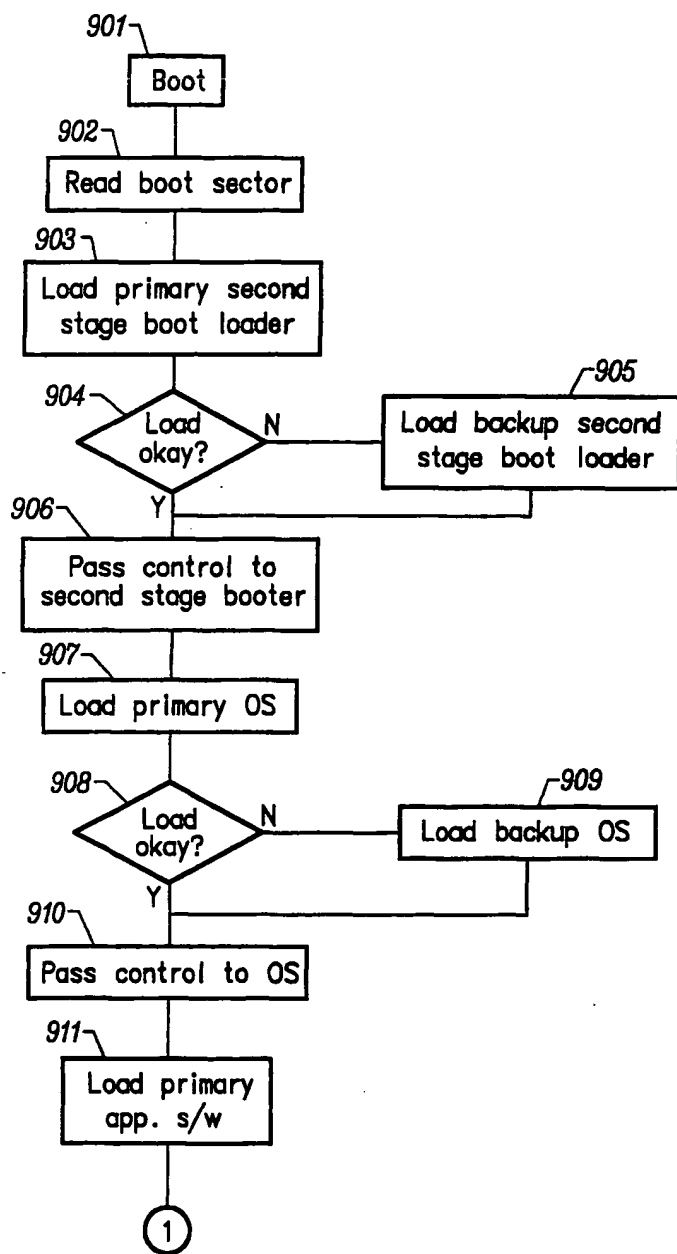 901
Boot
902
Read boot sector
903
Load primary second
stage boot loader
904
Load
okay?
N
Y
905
Load backup second
stage boot loader
906
Pass control to
second stage booter
907
Load primary OS
908
Load
okay?
N
Y
909
Load backup OS
910
Pass control to OS
911
Load primary
app. s/w
1